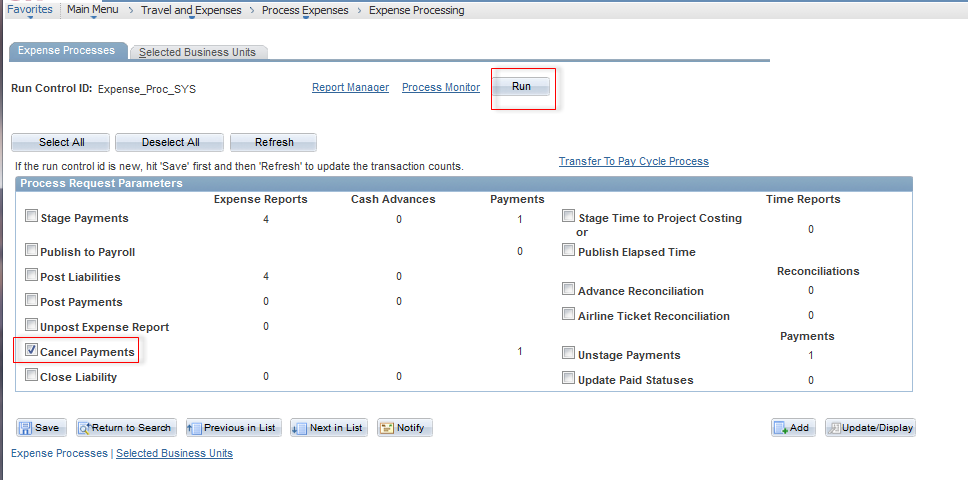 Favorites Main Menu > Travel and Expenses > Process Expenses > Expense Processing
Expense Processes Selected Business Units
Run Control ID: Expense_Proc_SYS Report Manager Process Monitor Run
Select All Deselect All Refresh
If the run control id is new, hit 'Save' first and then 'Refresh' to update the transaction counts. Transfer To Pay Cycle Process
Process Request Parameters
Expense Reports Cash Advances Payments Time Reports
Stage Payments 4 0 1 Stage Time to Project Costing 0
or
Publish to Payroll 0 Publish Elapsed Time
Reconciliations
Post Liabilities 4 0
Advance Reconciliation 0
Post Payments 0 0
Airline Ticket Reconciliation 0
Unpost Expense Report 0
Payments
Cancel Payments 1 Unstage Payments 1
Close Liability 0 0 Update Paid Statuses 0
Save Return to Search Previous in List Next in List Notify Add Update/Display
Expense Processes | Selected Business Units